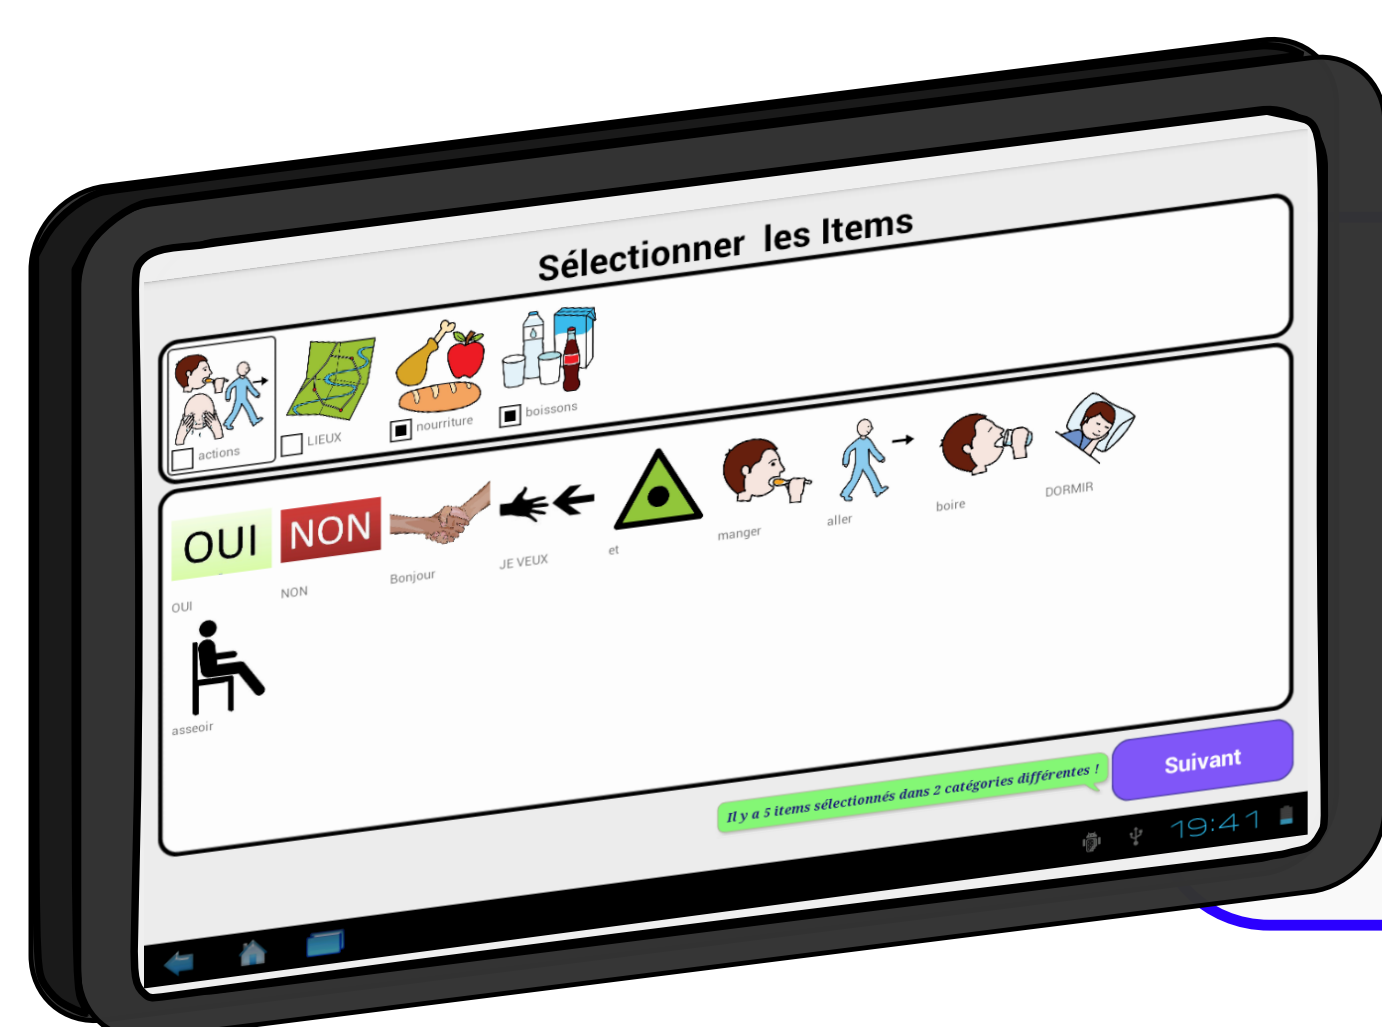 Sélectionner les Items
actions
LIEUX
nourriture
boissons
OUI
NON
OUI
NON
Bonjour
JE VEUX
et
manger
aller
boire
DORMIR
asseoir
Il y a 5 items sélectionnés dans 2 catégories différentes !
Suivant
19:41